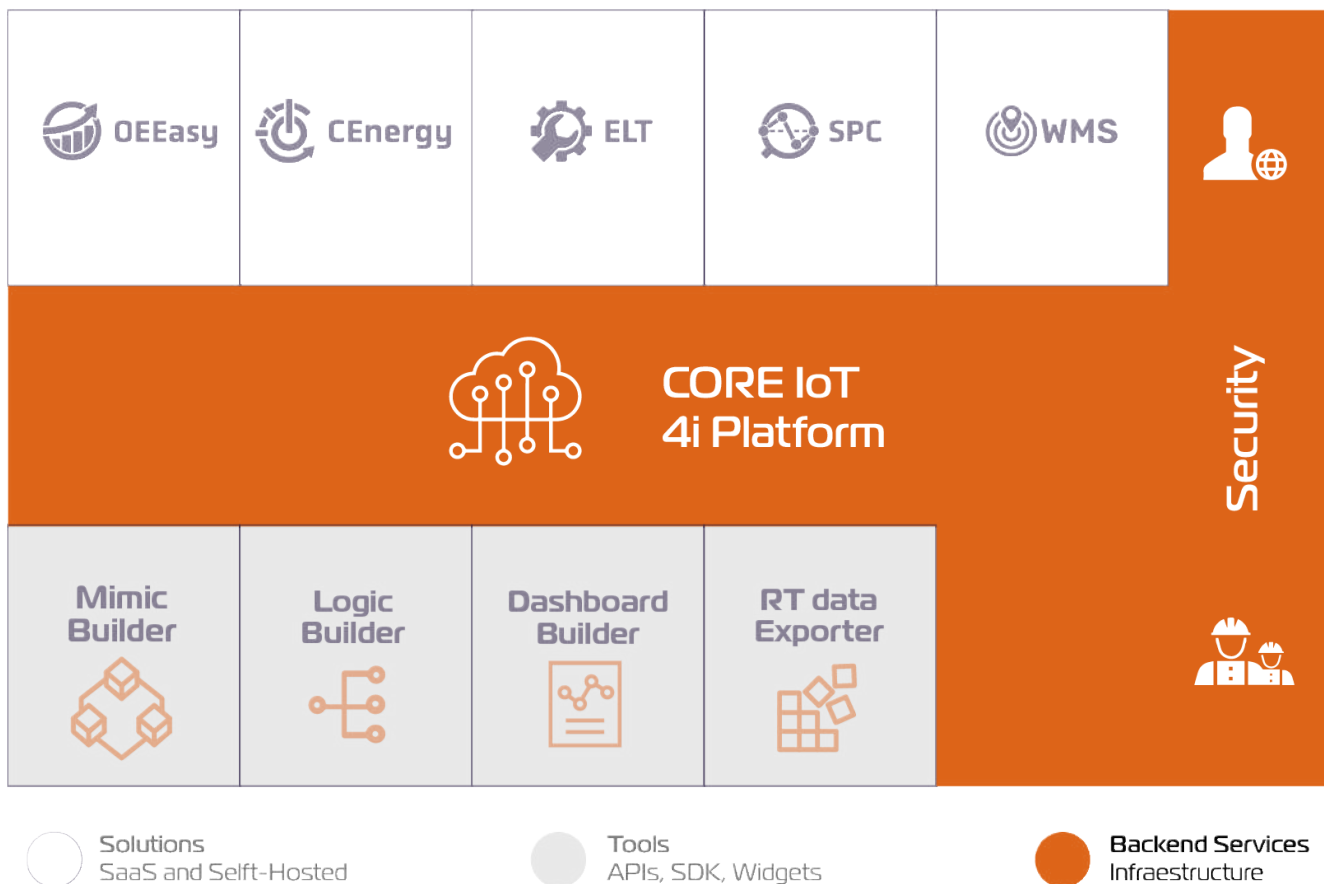 OEEasy
CEnergy
ELT
SPC
WMS
CORE IoT
4i Platform
Security
Mimic
Builder
Logic
Builder
Dashboard
Builder
RT data
Exporter
Solutions
SaaS and Selft-Hosted
Tools
APIs, SDK, Widgets
Backend Services
Infraestructure